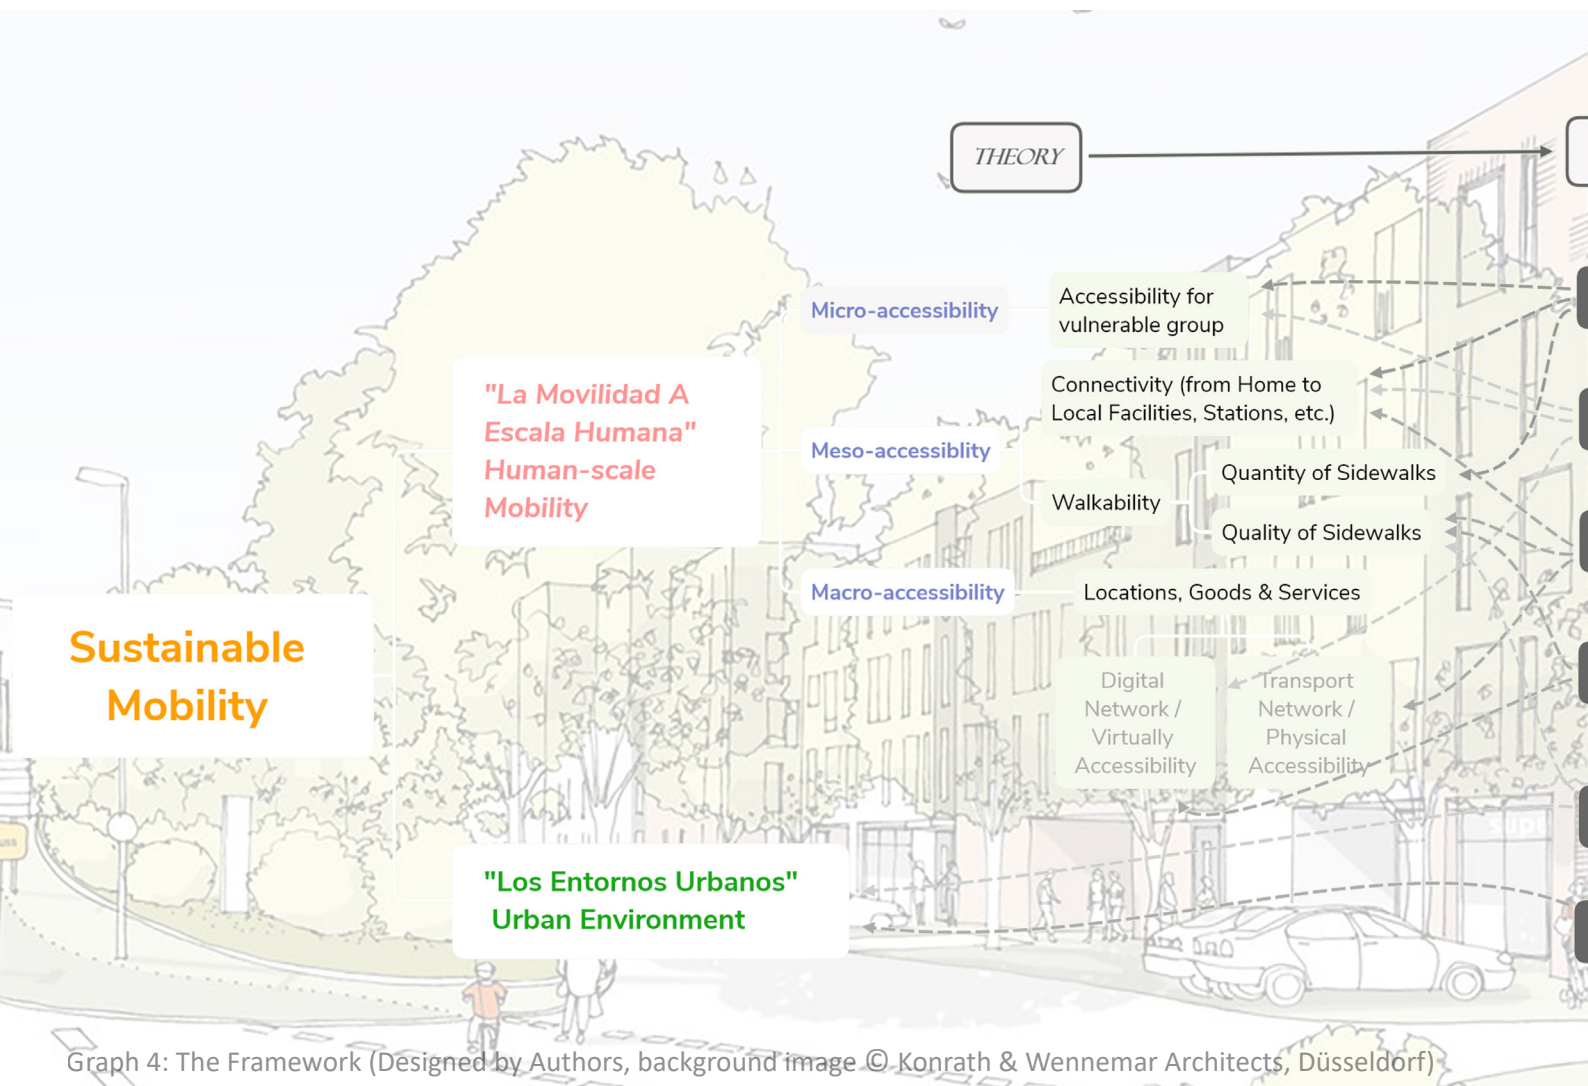 THEORY
Micro-accessibility
Accessibility for
vulnerable group
"La Movilidad A
Escala Humana"
Human-scale
Mobility
Connectivity (from Home to
Local Facilities, Stations, etc.)
Meso-accessiblity
Walkability
Quantity of Sidewalks
Quality of Sidewalks
Macro-accessibility
Locations, Goods & Services
Sustainable
Mobility
Digital
Network /
Virtually
Accessibility
Transport
Network /
Physical
Accessibility
"Los Entornos Urbanos"
Urban Environment
supe
Graph 4: The Framework (Designed by Authors, background image © Konrath & Wennemar Architects, Düsseldorf)